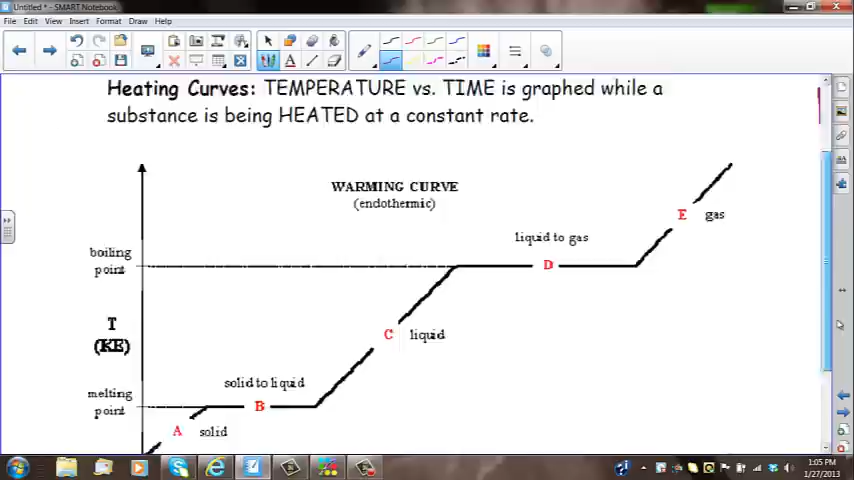 Untitled * - SMART Notebook
File Edit View Insert Format Draw Help
Heating Curves: TEMPERATURE vs. TIME is graphed while a
substance is being HEATED at a constant rate.
WARMING CURVE
(endothermic)
E gas
liquid to gas
boiling
point
D
T
(KE)
C liquid
solid to liquid
melting
point
B
A solid
1:05 PM
1/27/2013